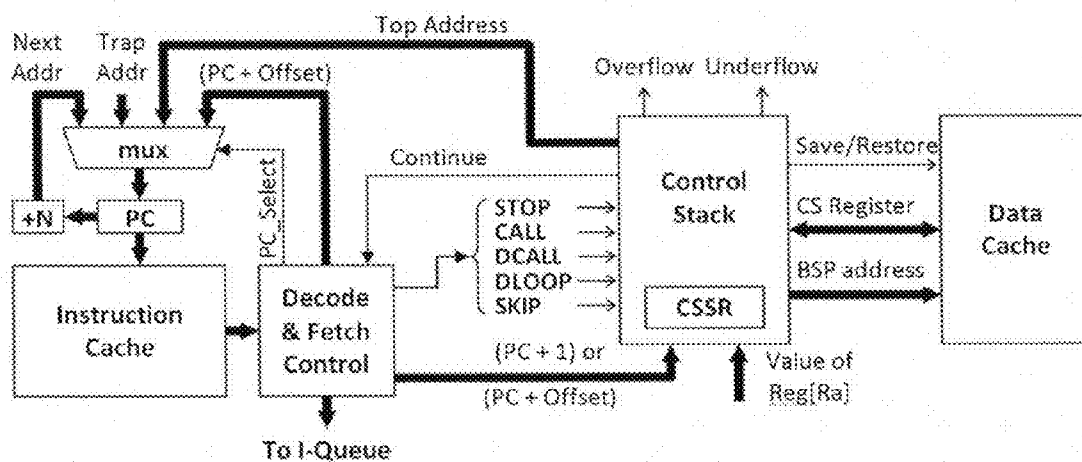 Next Addr
Trap Addr
Top Address
(PC + Offset)
Overflow
Underflow
mux
PC_Select
Continue
Control Stack
Save/Restore
+N
PC
STOP
CALL
DCALL
DLOOP
SKIP
CS Register
Data Cache
BSP address
Instruction Cache
Decode & Fetch Control
CSSR
(PC + 1) or
(PC + Offset)
Value of
Reg[Ra]
To I-Queue